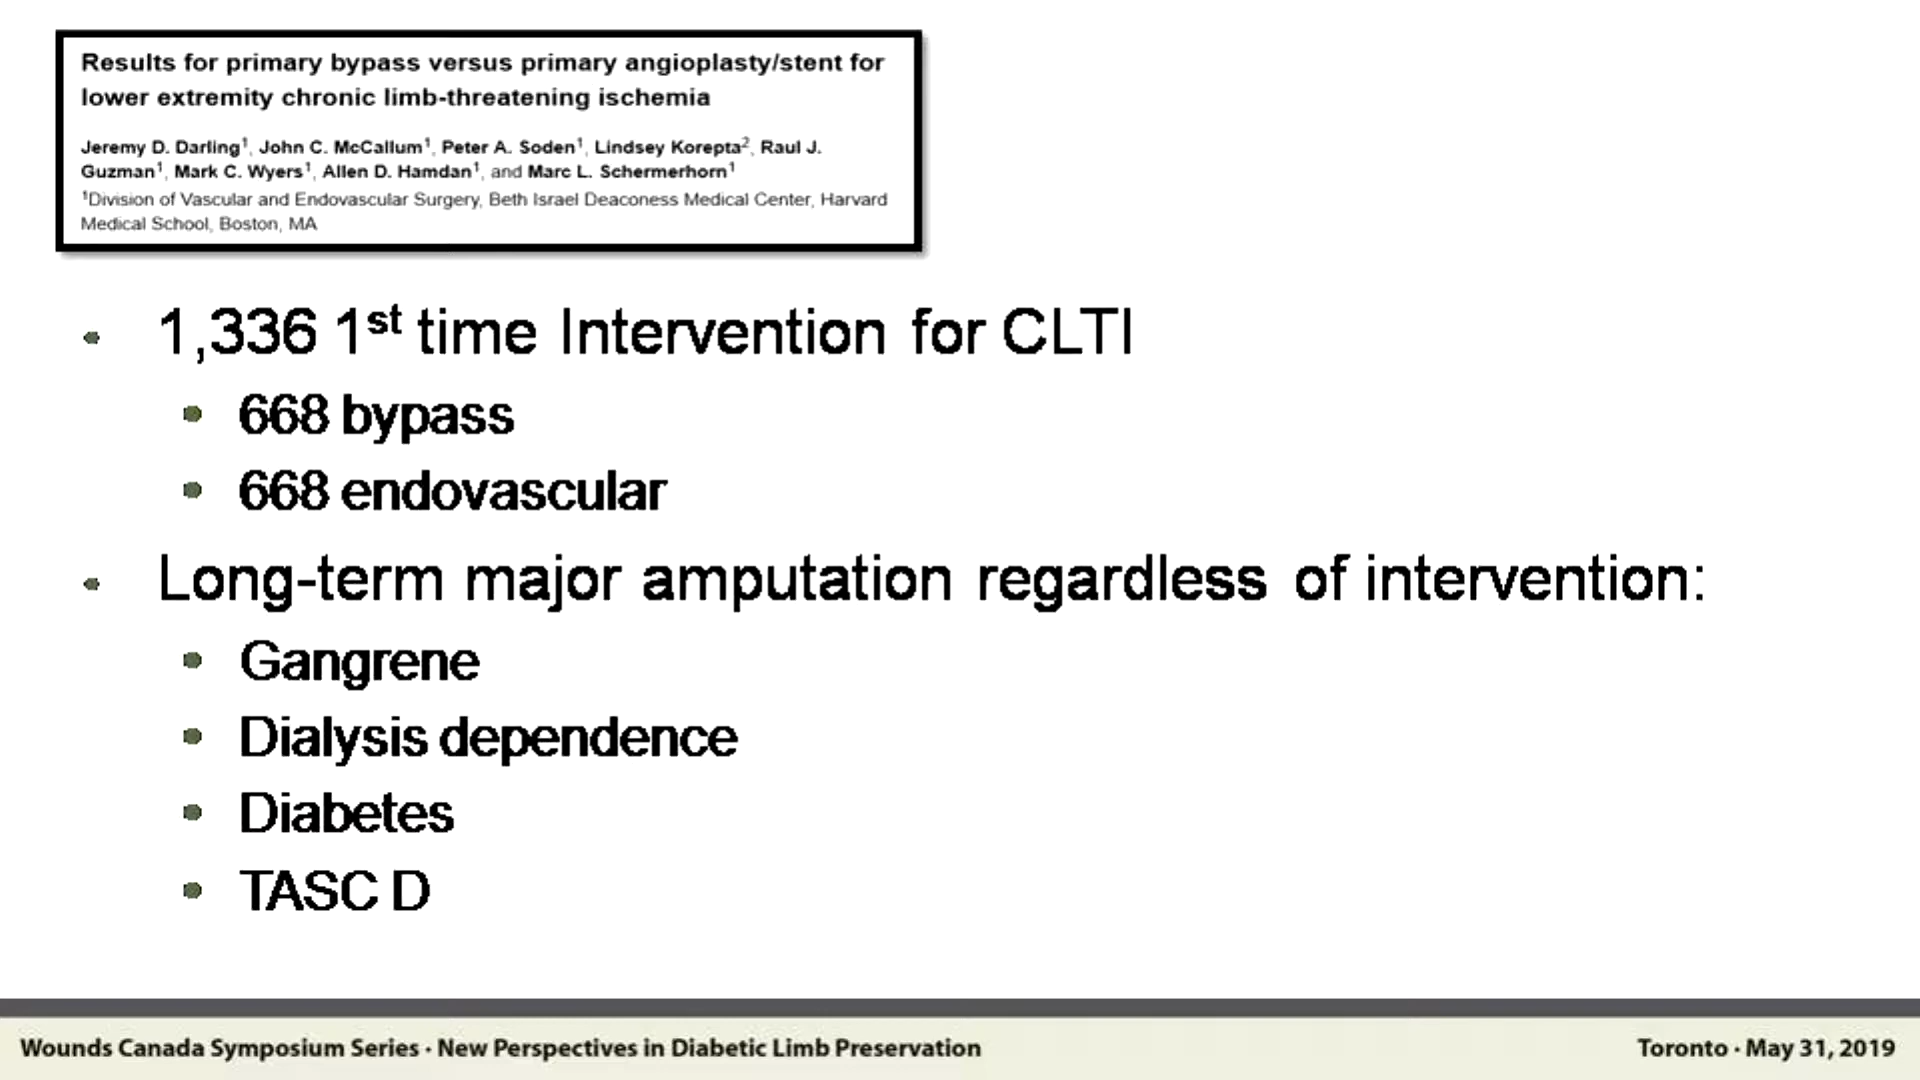 Results for primary bypass versus primary angioplasty/stent for
lower extremity chronic limb-threatening ischemia
Jeremy D. Darling¹, John C. McCallum¹, Peter A. Soden¹, Lindsey Korepta², Raul J.
Guzman¹, Mark C. Wyers¹, Allen D. Hamdan¹, and Marc L. Schermerhorn¹
¹Division of Vascular and Endovascular Surgery, Beth Israel Deaconess Medical Center, Harvard
Medical School, Boston, MA
• 1,336 1st time Intervention for CLTI
• 668 bypass
• 668 endovascular
• Long-term major amputation regardless of intervention:
• Gangrene
• Dialysis dependence
• Diabetes
• TASC D
Wounds Canada Symposium Series · New Perspectives in Diabetic Limb Preservation
Toronto · May 31, 2019